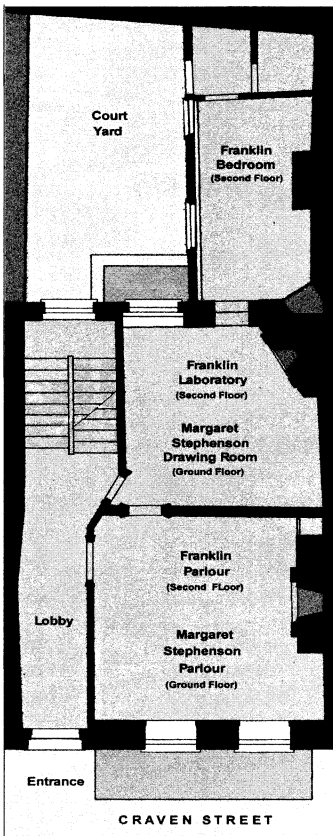 Court
Yard
Franklin
Bedroom
(Second Floor)
Franklin
Laboratory
(Second Floor)
Margaret
Stephenson
Drawing Room
(Ground Floor)
Franklin
Parlour
(Second FLoor)
Lobby
Margaret
Stephenson
Parlour
(Ground Floor)
Entrance
CRAVEN STREET